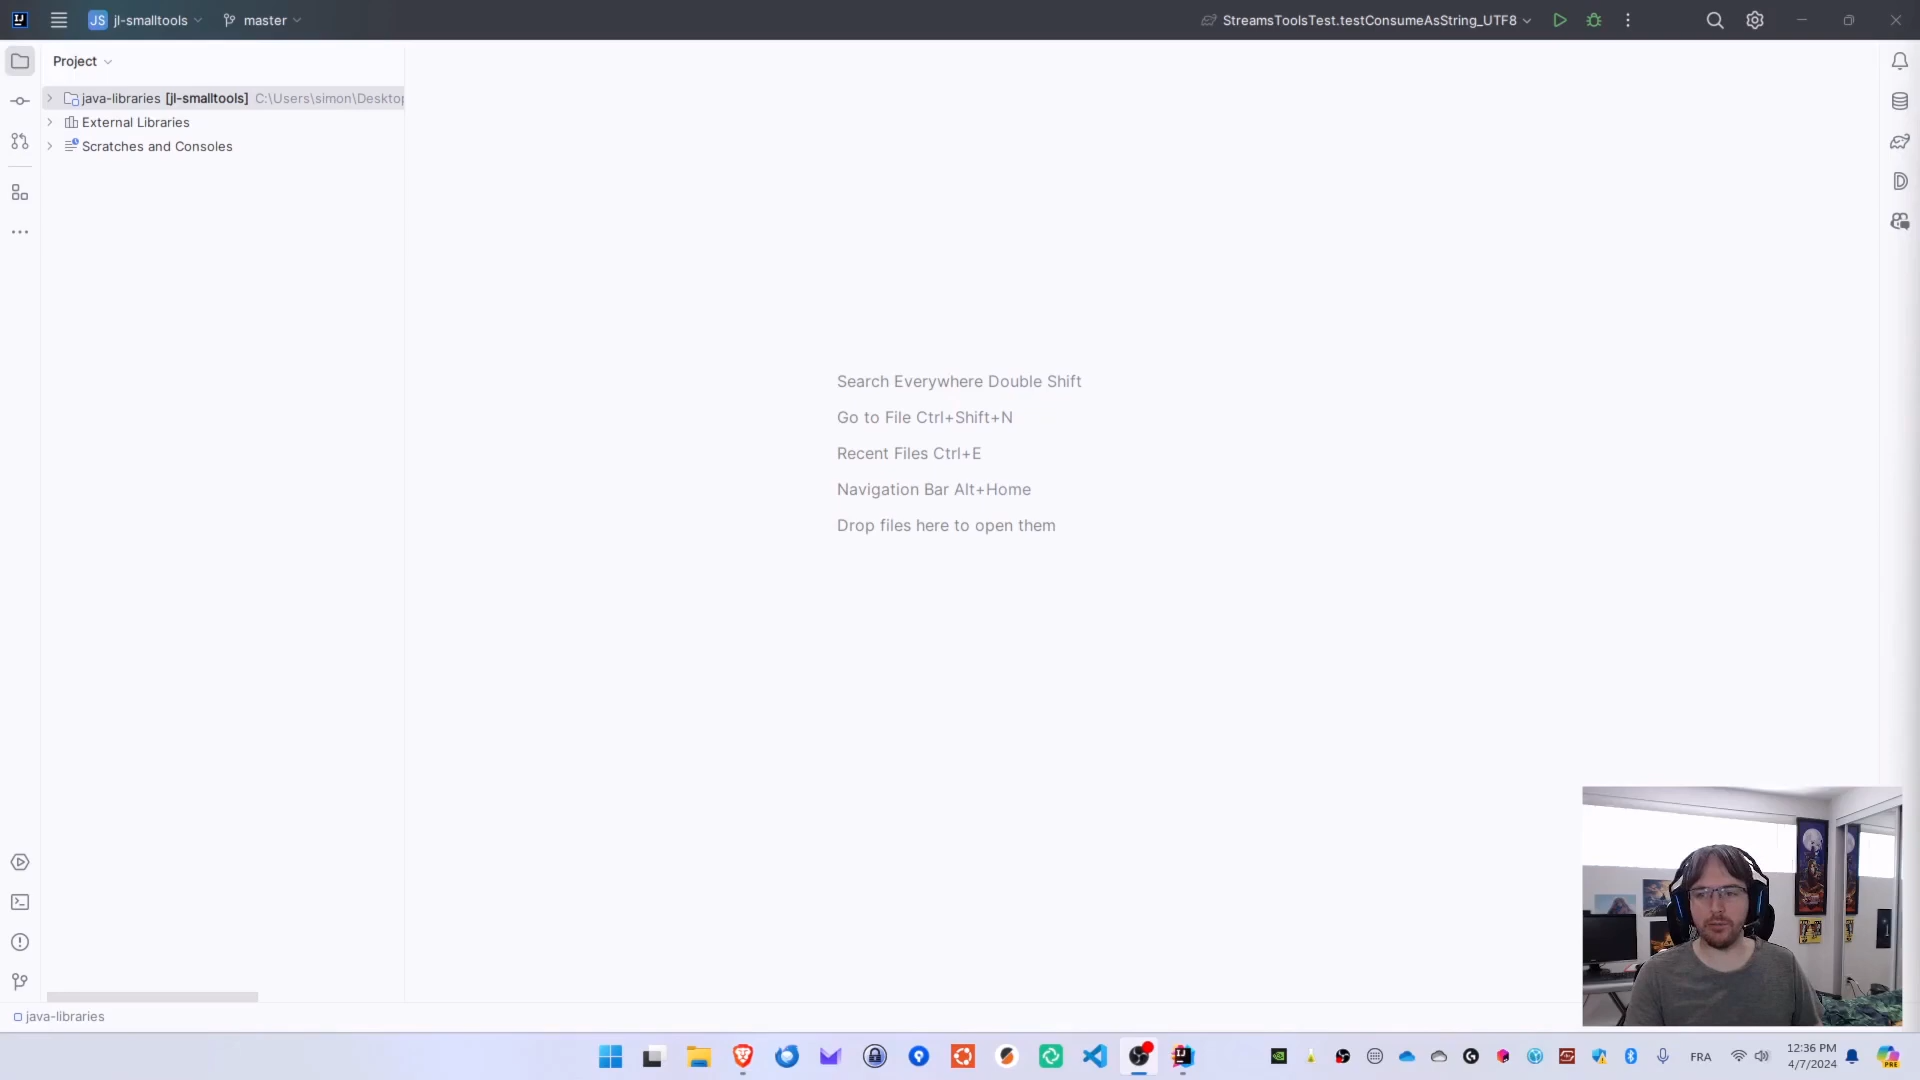 JS jl-smalltools
master
StreamsToolsTest.testConsumeAsString_UTF8
Project
java-libraries [jl-smalltools] C:\Users\simon\Desktop
External Libraries
Scratches and Consoles
Search Everywhere Double Shift
Go to File Ctrl+Shift+N
Recent Files Ctrl+E
Navigation Bar Alt+Home
Drop files here to open them
java-libraries
FRA
12:36 PM
4/7/2024
PRE